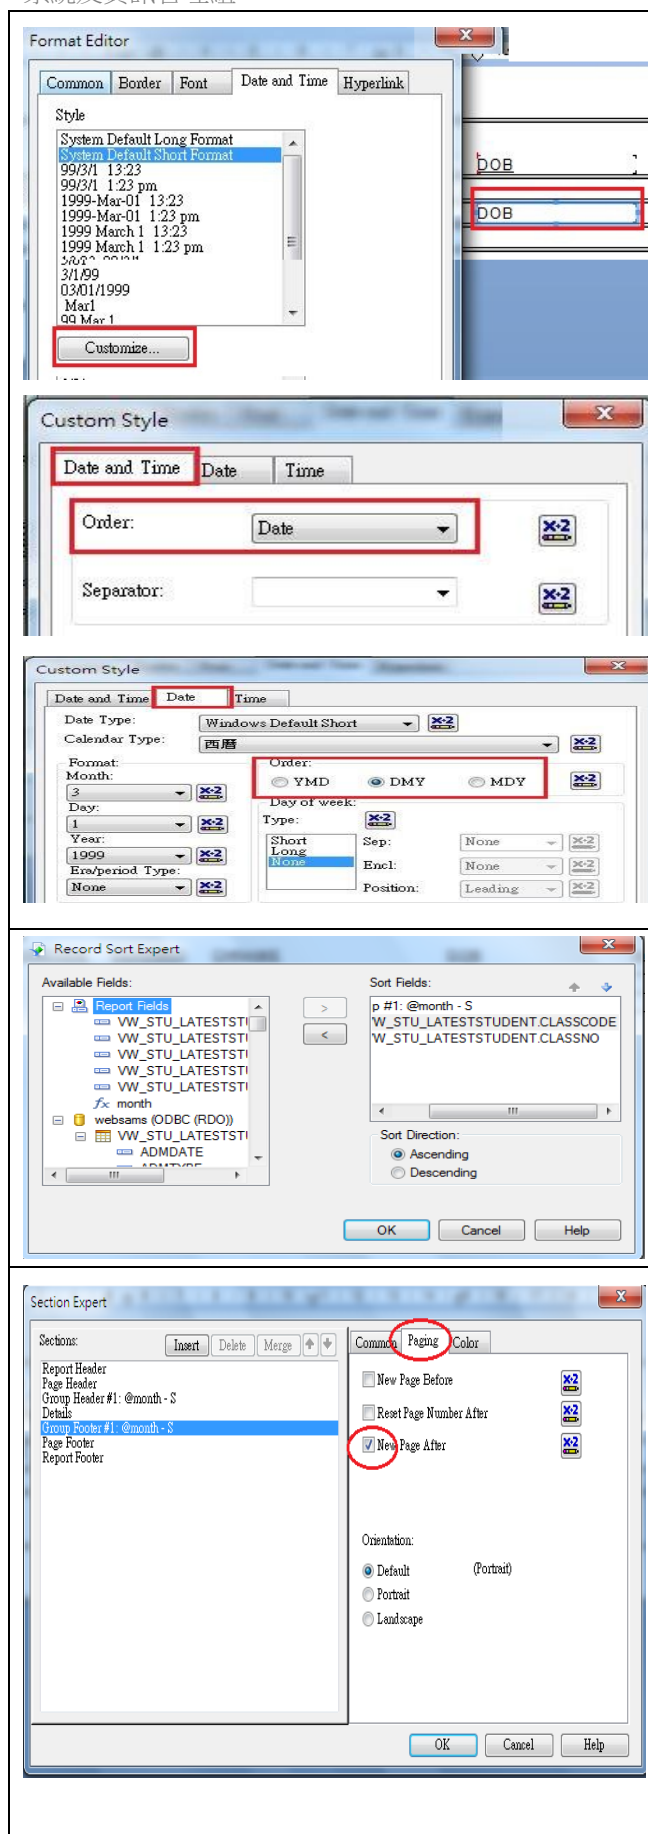 系統及資訊管理組
Format Editor
Common Border Font Date and Time Hyperlink
Style
System Default Long Format
System Default Short Format
99/3/1 13:23
99/3/1 1:23 pm
1999-Mar-01 13:23
1999-Mar-01 1:23 pm
1999 March 1 13:23
1999 March 1 1:23 pm
3/1/99
03/01/1999
Mar1
99 Mar 1
Customize...
DOB
DOB
Custom Style
Date and Time Date Time
Order: Date
Separator:
Custom Style
Date and Time Date Time
Date Type: Windows Default Short
Calendar Type: 西曆
Format: Order:
Month: YMD DMY MDY
3
Day: Day of week:
1 Type:
Year: Short Sep: None
1999 Long
Era/period Type: None Encl: None
None Position: Leading
Record Sort Expert
Available Fields: Sort Fields:
Report Fields
VW_STU_LATESTSTU
VW_STU_LATESTSTU
VW_STU_LATESTSTU
VW_STU_LATESTSTU
VW_STU_LATESTSTU
month
websams (ODBC (RDO))
VW_STU_LATESTSTU
ADMDATE
ADMTYPE
> 
<
p #1: @month - S
'W_STU_LATESTSTUDENT.CLASSCODE
'W_STU_LATESTSTUDENT.CLASSNO
Sort Direction:
Ascending
Descending
OK Cancel Help
Section Expert
Sections: Insert Delete Merge
Report Header
Page Header
Group Header #1: @month - S
Details
Group Footer #1: @month - S
Page Footer
Report Footer
Common Paging Color
New Page Before
Reset Page Number After
New Page After
Orientation:
Default (Portrait)
Portrait
Landscape
OK Cancel Help